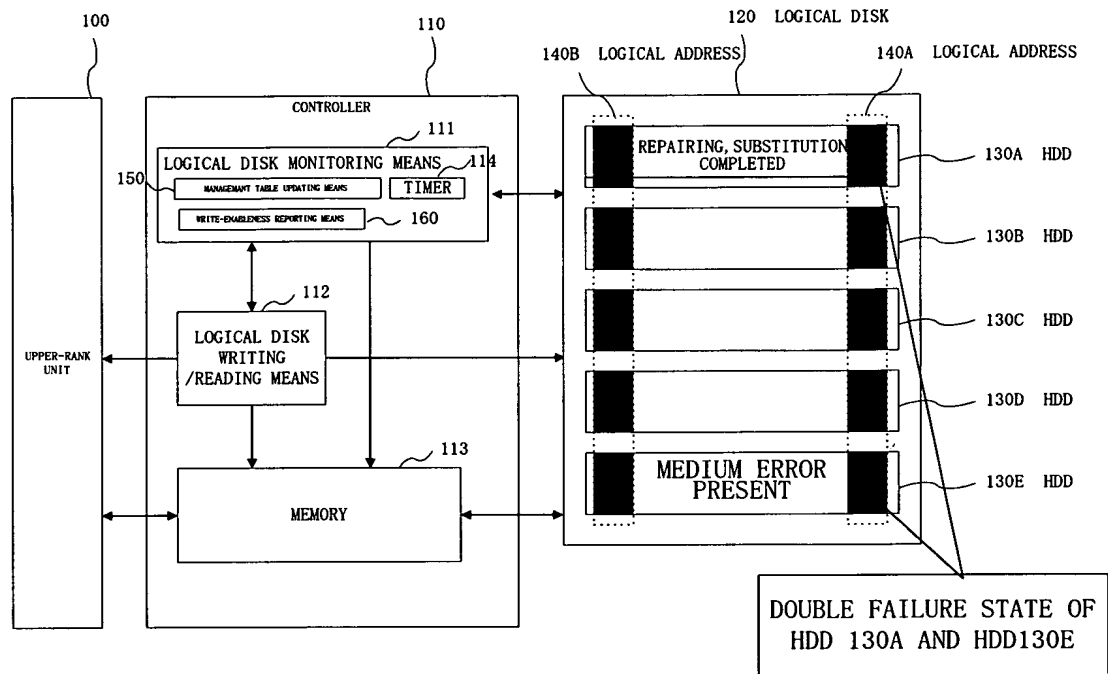 100
110
120 LOGICAL DISK
140B LOGICAL ADDRESS
140A LOGICAL ADDRESS
CONTROLLER
111
LOGICAL DISK MONITORING MEANS
114
150
MANAGEMANT TABLE UPDATING MEANS
TIMER
WRITE-ENABLENESS REPORTING MEANS
160
112
LOGICAL DISK
WRITING
/READING MEANS
UPPER-RANK
UNIT
113
MEMORY
REPAIRING, SUBSTITUTION
COMPLETED
130A HDD
130B HDD
130C HDD
130D HDD
MEDIUM ERROR
PRESENT
130E HDD
DOUBLE FAILURE STATE OF
HDD 130A AND HDD130E